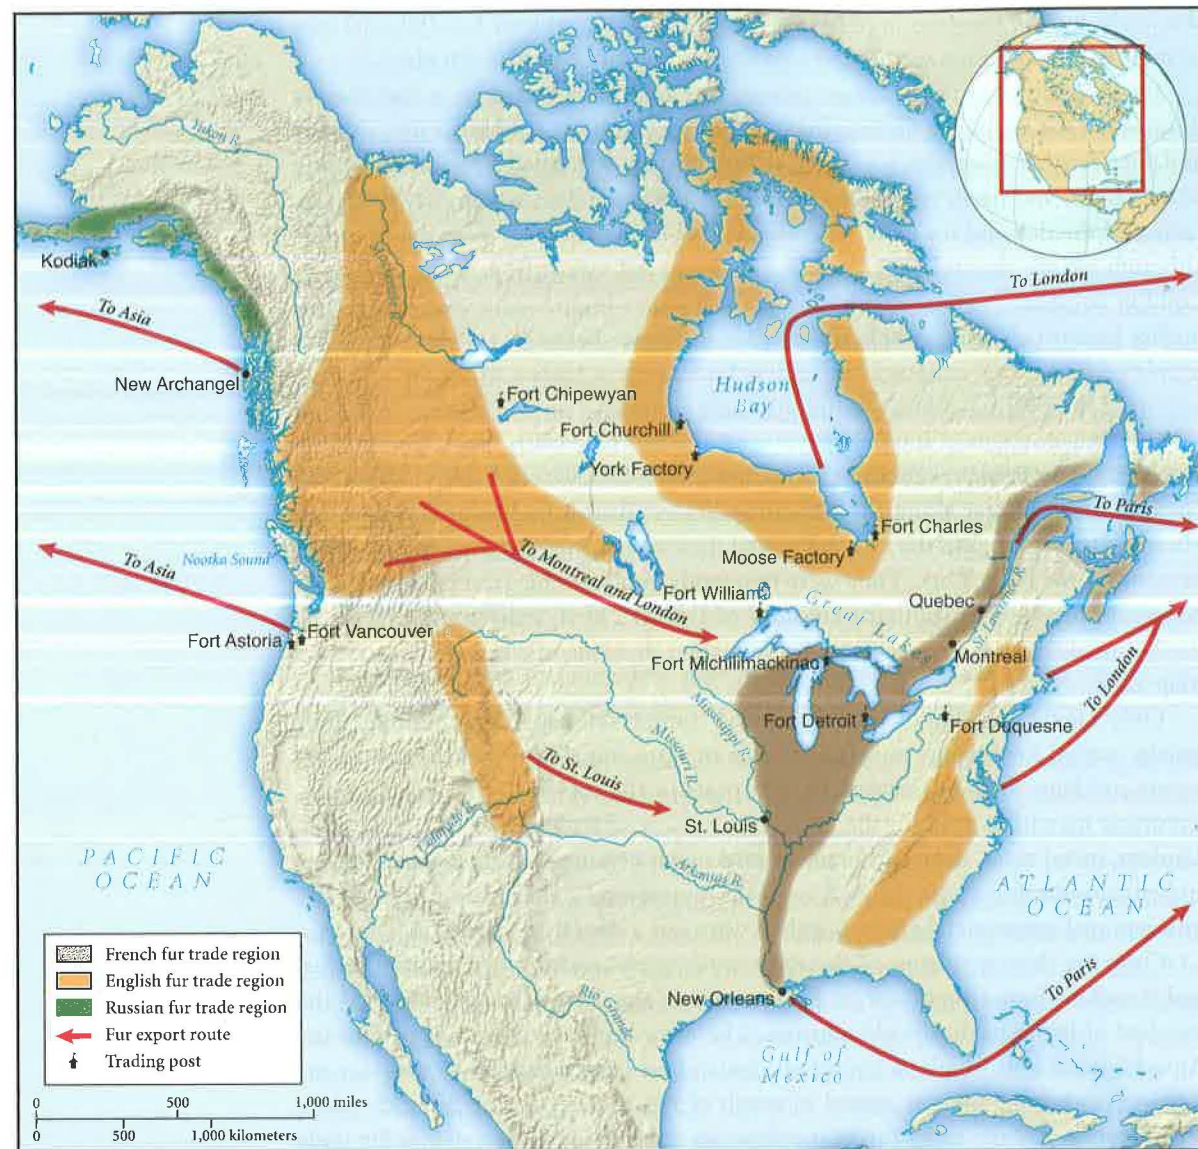 Yukon R.
Mackenzie R.
Kodiak
To Asia
New Archangel
To London
Hudson
Bay
Fort Chipewyan
Fort Churchill
York Factory
To Paris
Fort Charles
Moose Factory
Nootka Sound
To Asia
To Montreal and London
Fort William
Great Lakes
Quebec
St. Lawrence R.
Fort Astoria
Fort Vancouver
Fort Michilimackinac
Montreal
To London
Mississippi R.
Missouri R.
Fort Detroit
Fort Duquesne
To St. Louis
St. Louis
Colorado R.
Arkansas R.
PACIFIC
OCEAN
ATLANTIC
OCEAN
Rio Grande
New Orleans
To Paris
Gulf of
Mexico
French fur trade region
English fur trade region
Russian fur trade region
Fur export route
Trading post
0 500 1,000 miles
0 500 1,000 kilometers